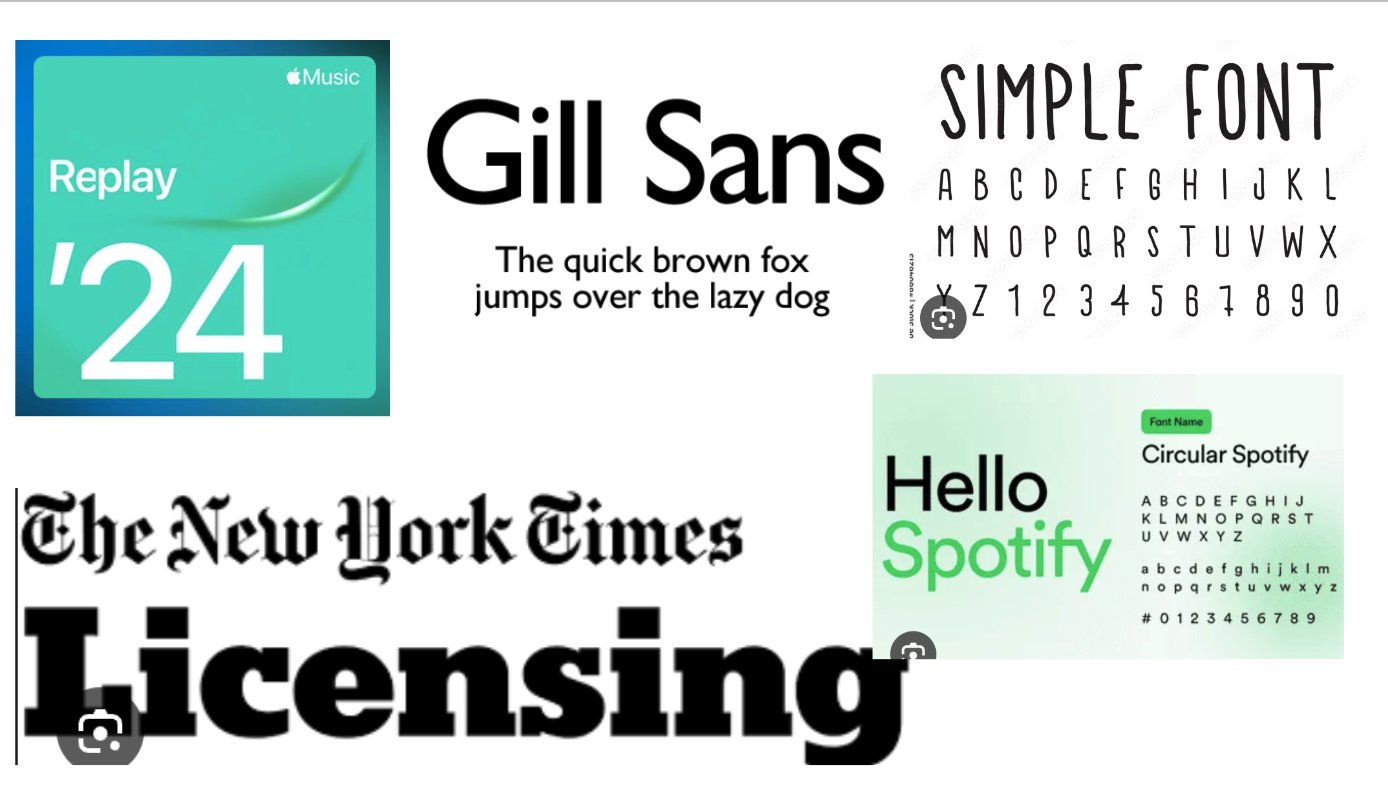 Music
Replay
'24
Gill Sans
The quick brown fox
jumps over the lazy dog
SIMPLE FONT
A B C D E F G H I J K L
M N O P Q R S T U V W X
Y Z 1 2 3 4 5 6 7 8 9 0
Hello
Spotify
Font Name
Circular Spotify
A B C D E F G H I J
K L M N O P Q R S T
U V W X Y Z
a b c d e f g h i j k l m
n o p q r s t u v w x y z
# 0 1 2 3 4 5 6 7 8 9
The New York Times
Licensing